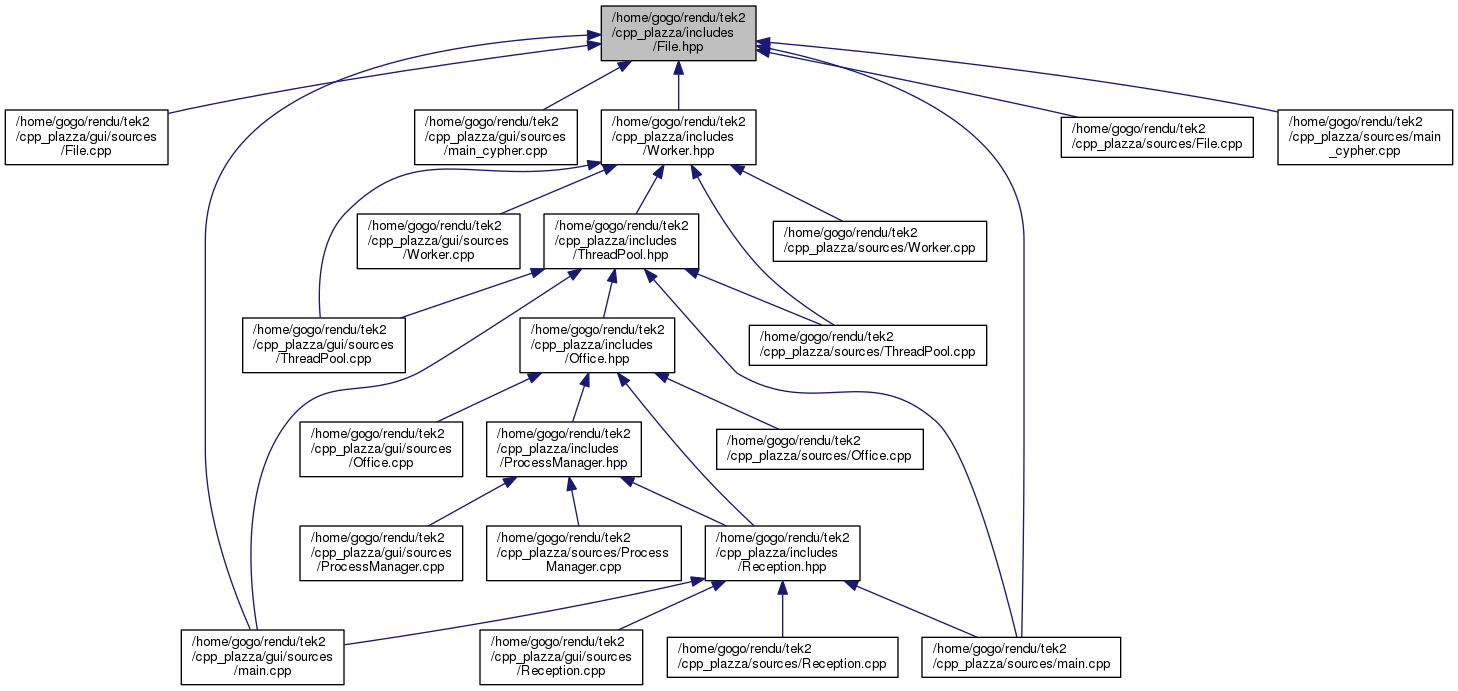 /home/gogo/rendu/tek2
/cpp_plazza/includes
/File.hpp
/home/gogo/rendu/tek2
/cpp_plazza/gui/sources
/File.cpp
/home/gogo/rendu/tek2
/cpp_plazza/gui/sources
/main_cypher.cpp
/home/gogo/rendu/tek2
/cpp_plazza/includes
/Worker.hpp
/home/gogo/rendu/tek2
/cpp_plazza/sources/File.cpp
/home/gogo/rendu/tek2
/cpp_plazza/sources/main
_cypher.cpp
/home/gogo/rendu/tek2
/cpp_plazza/gui/sources
/Worker.cpp
/home/gogo/rendu/tek2
/cpp_plazza/includes
/ThreadPool.hpp
/home/gogo/rendu/tek2
/cpp_plazza/sources/Worker.cpp
/home/gogo/rendu/tek2
/cpp_plazza/gui/sources
/ThreadPool.cpp
/home/gogo/rendu/tek2
/cpp_plazza/includes
/Office.hpp
/home/gogo/rendu/tek2
/cpp_plazza/sources/ThreadPool.cpp
/home/gogo/rendu/tek2
/cpp_plazza/gui/sources
/Office.cpp
/home/gogo/rendu/tek2
/cpp_plazza/includes
/ProcessManager.hpp
/home/gogo/rendu/tek2
/cpp_plazza/sources/Office.cpp
/home/gogo/rendu/tek2
/cpp_plazza/gui/sources
/ProcessManager.cpp
/home/gogo/rendu/tek2
/cpp_plazza/sources/Process
Manager.cpp
/home/gogo/rendu/tek2
/cpp_plazza/includes
/Reception.hpp
/home/gogo/rendu/tek2
/cpp_plazza/gui/sources
/main.cpp
/home/gogo/rendu/tek2
/cpp_plazza/gui/sources
/Reception.cpp
/home/gogo/rendu/tek2
/cpp_plazza/sources/Reception.cpp
/home/gogo/rendu/tek2
/cpp_plazza/sources/main.cpp